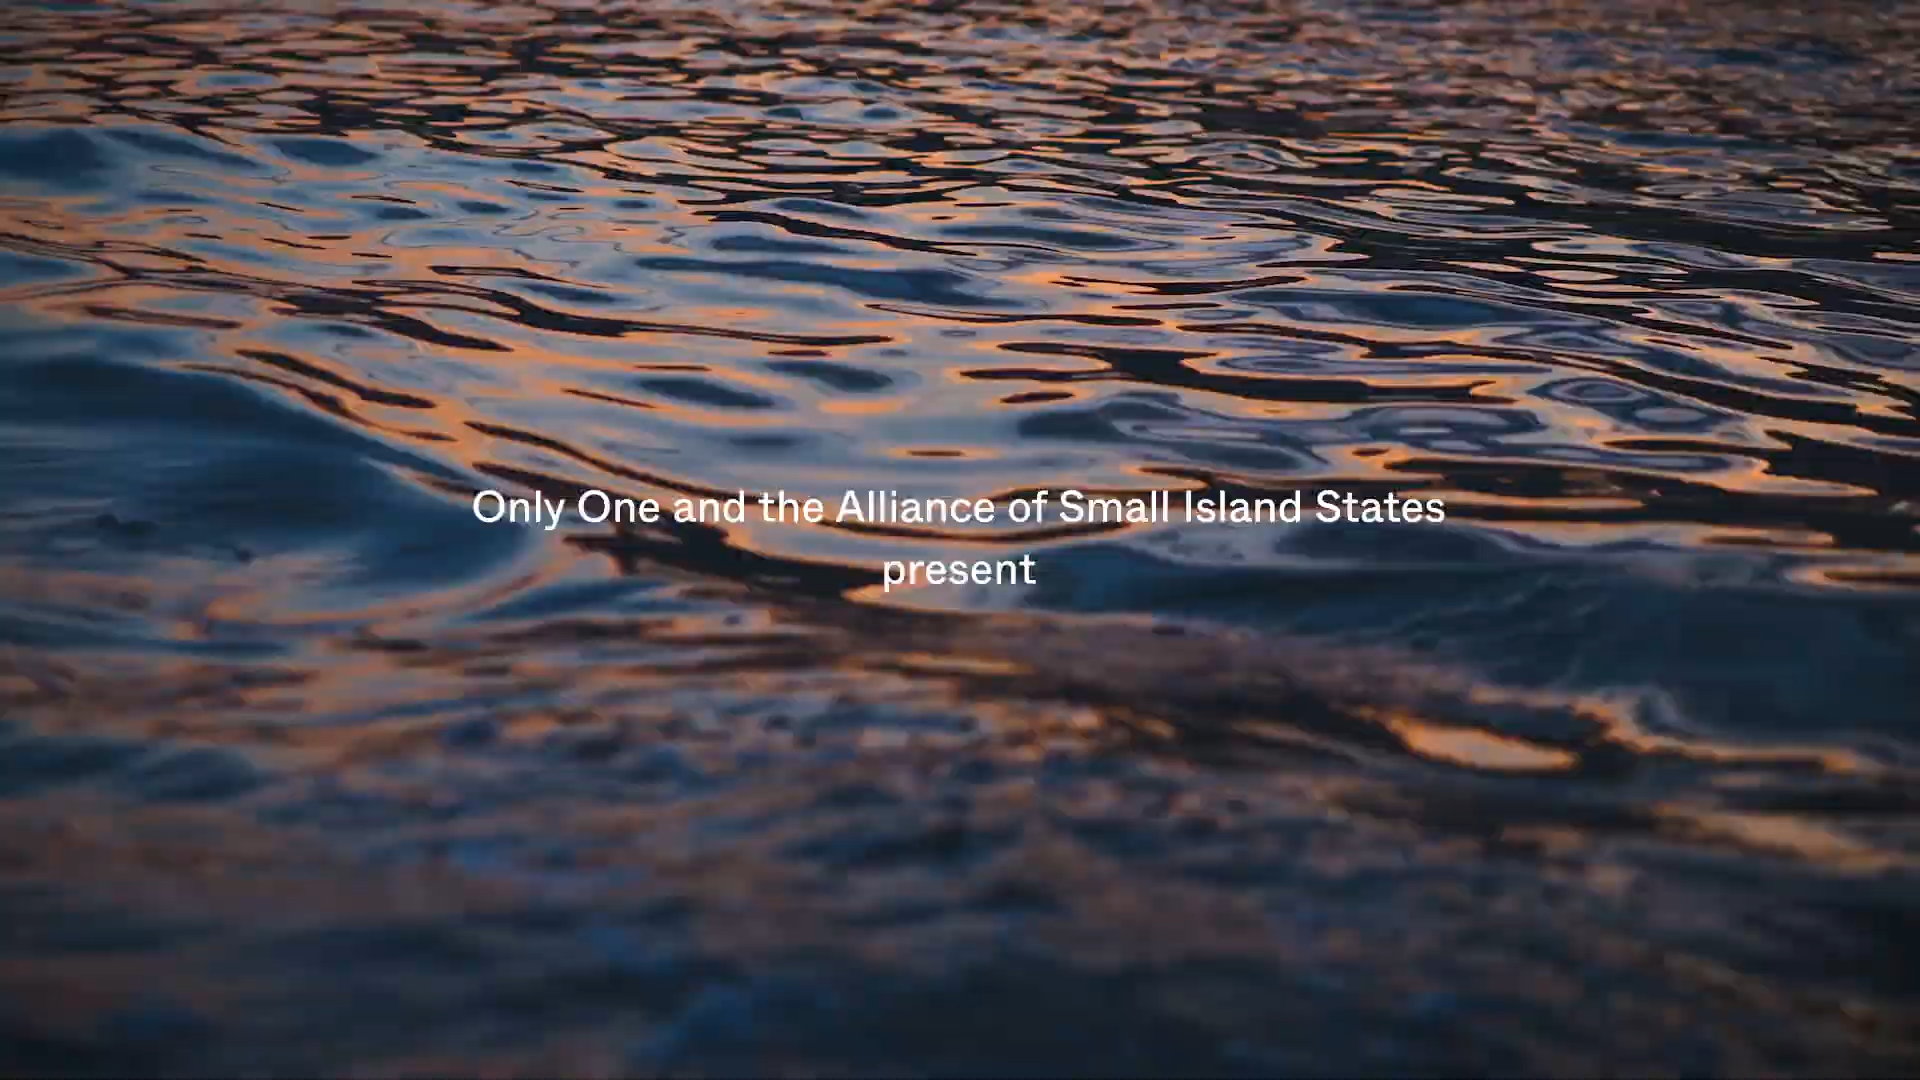 Only One and the Alliance of Small Island States
present